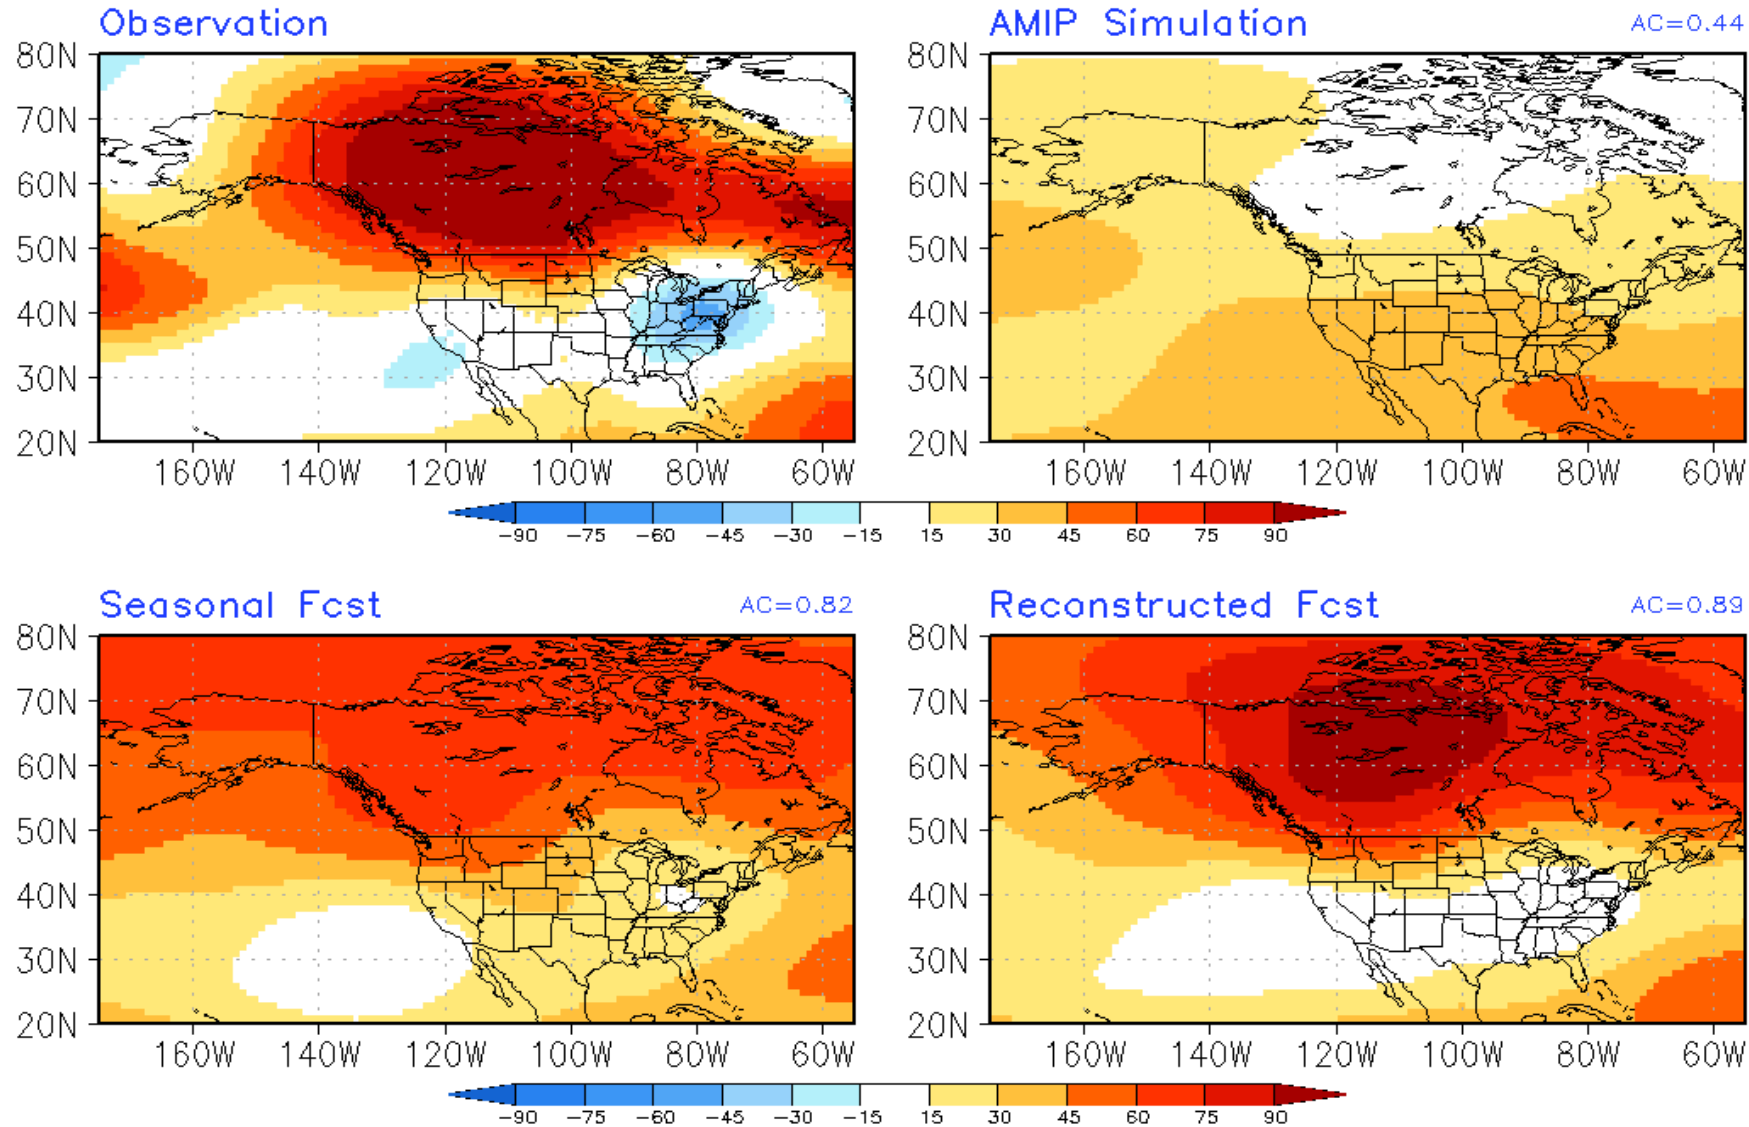 Observation
AMIP Simulation AC=0.44
80N 80N
70N 70N
60N 60N
50N 50N
40N 40N
30N 30N
20N 20N
160W 140W 120W 100W 80W 60W 160W 140W 120W 100W 80W 60W
-90 -75 -60 -45 -30 -15 15 30 45 60 75 90
Seasonal Fcst AC=0.82
Reconstructed Fcst AC=0.89
80N 80N
70N 70N
60N 60N
50N 50N
40N 40N
30N 30N
20N 20N
160W 140W 120W 100W 80W 60W 160W 140W 120W 100W 80W 60W
-90 -75 -60 -45 -30 -15 15 30 45 60 75 90